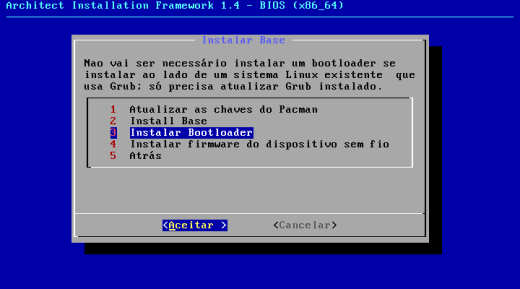 Architect Installation Framework 1.4 - BIOS (x86_64)
Instalar Base
Nao vai ser necessário instalar um bootloader se
instalar ao lado de um sistema Linux existente que
usa Grub; só precisa atualizar Grub instalado.
1 Atualizar as chaves do Pacman
2 Install Base
3 Instalar Bootloader
4 Instalar firmware do dispositivo sem fio
5 Atrás
<Aceitar > <Cancelar>